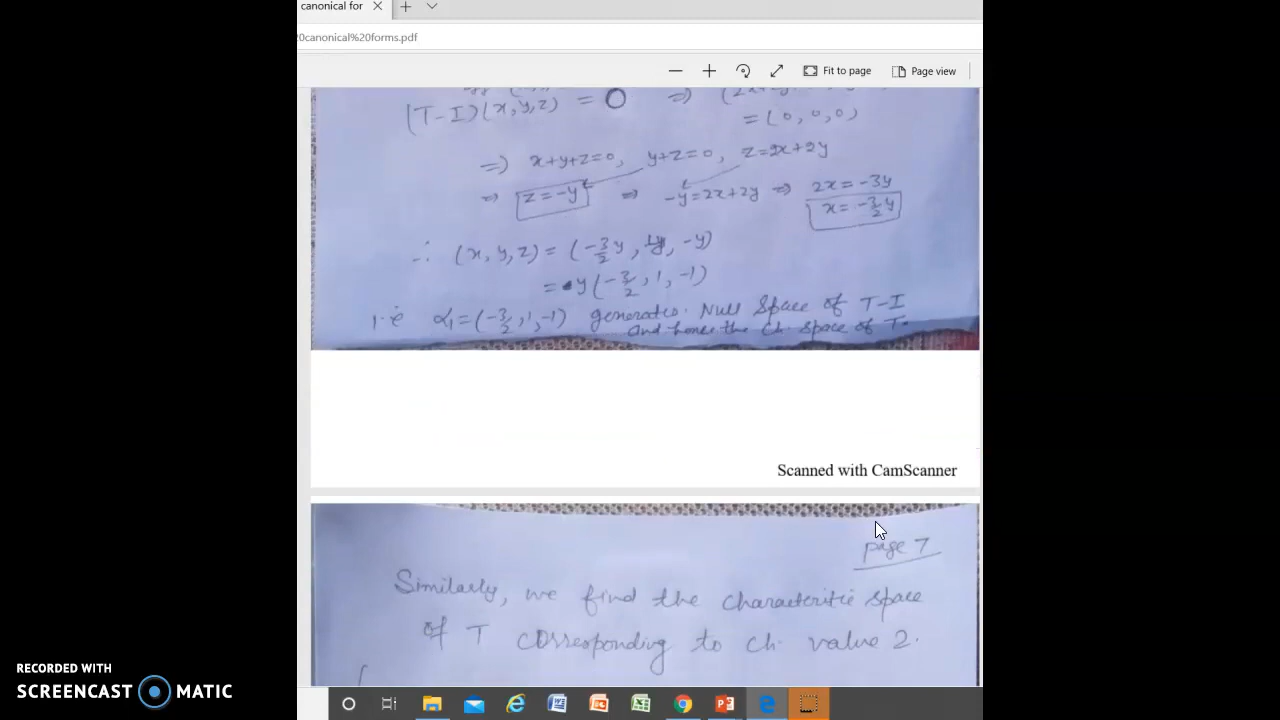 canonical for
20canonical%20forms.pdf
Fit to page
Page view
(T-I)(x,y,z) = 0 ⇒ (2x+y
=(0,0,0)
⇒ x+y+z=0, y+z=0, z=2x+2y
⇒ z=-y ⇒ -y=2x+2y ⇒ 2x=-3y
x=-3/2 y
∴ (x,y,z)=(-3/2 y, y, -y)
= y(-3/2, 1, -1)
i.e α₁=(-3/2,1,-1) generates Null Space of T-I
and hence the ch. space of T.
Scanned with CamScanner
page 7
Similarly, we find the characteritic space
of T corresponding to ch. value 2.
RECORDED WITH
SCREENCAST MATIC